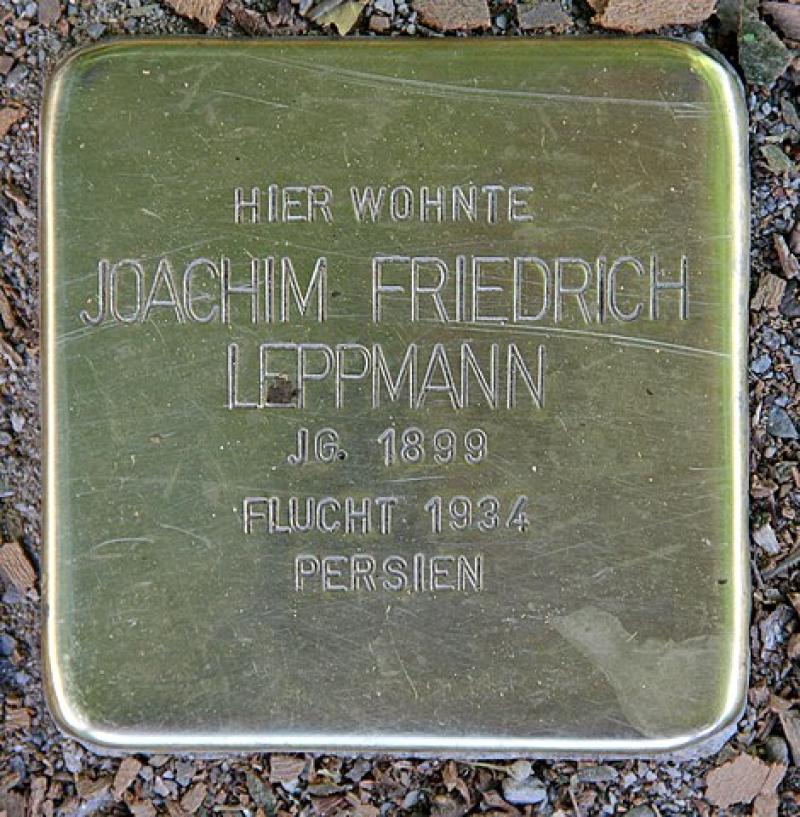 HIER WOHNTE
JOACHIM FRIEDRICH
LEPPMANN
JG. 1899
FLUCHT 1934
PERSIEN